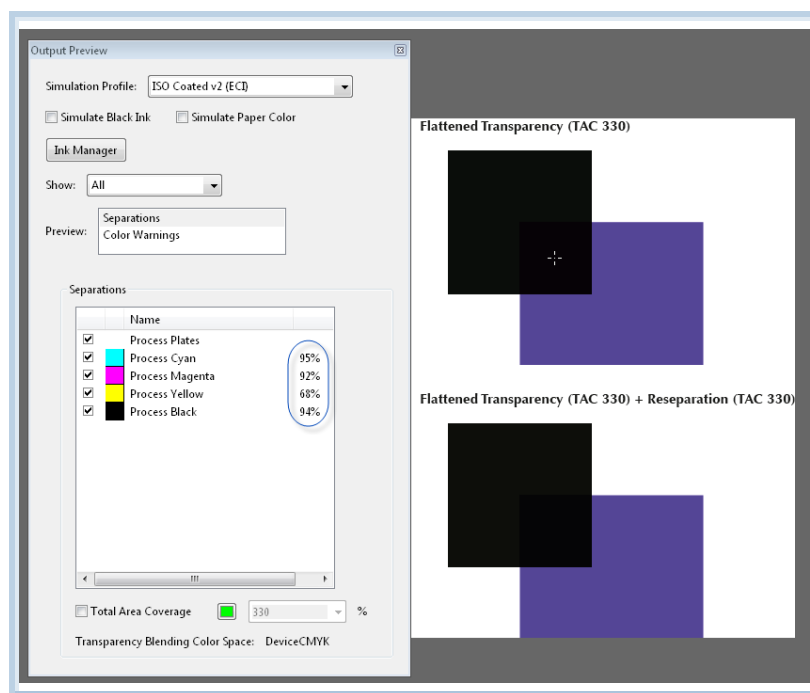 Output Preview
Simulation Profile: ISO Coated v2 (ECI)
Simulate Black Ink Simulate Paper Color
Ink Manager
Show: All
Preview: Separations
Color Warnings
Separations
Name
Process Plates
Process Cyan 95%
Process Magenta 92%
Process Yellow 68%
Process Black 94%
Total Area Coverage 330 %
Transparency Blending Color Space: DeviceCMYK
Flattened Transparency (TAC 330)
Flattened Transparency (TAC 330) + Reseparation (TAC 330)